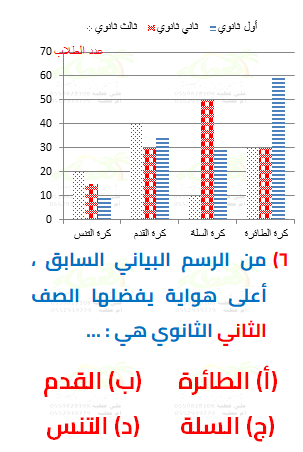 أول ثانوي ثاني ثانوي ثالث ثانوي
عدد الطلاب
70
60
50
40
30
20
10
0
كرة الطائرة كرة السلة كرة القدم كرة التنس
٦) من الرسم البياني السابق ،
أعلى هواية يفضلها الصف
الثاني الثانوي هي : ...
(أ) الطائرة (ب) القدم
(ج) السلة (د) التنس